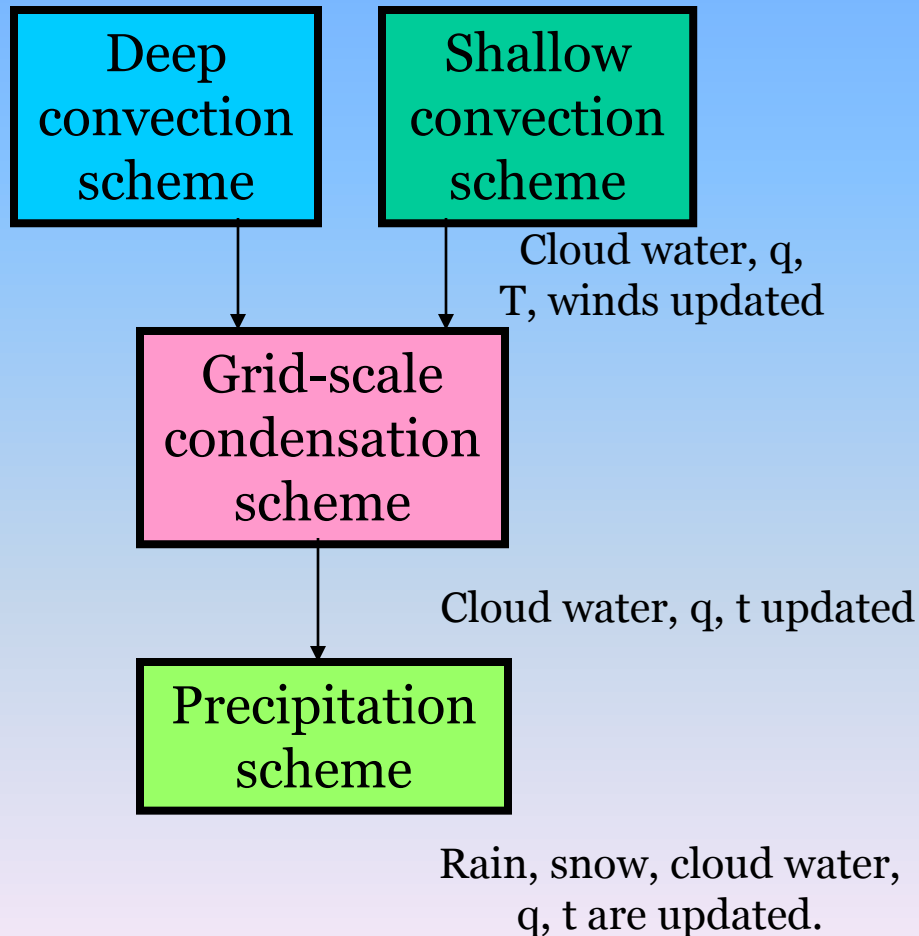 Deep
convection
scheme
Shallow
convection
scheme
Cloud water, q,
T, winds updated
Grid-scale
condensation
scheme
Cloud water, q, t updated
Precipitation
scheme
Rain, snow, cloud water,
q, t are updated.